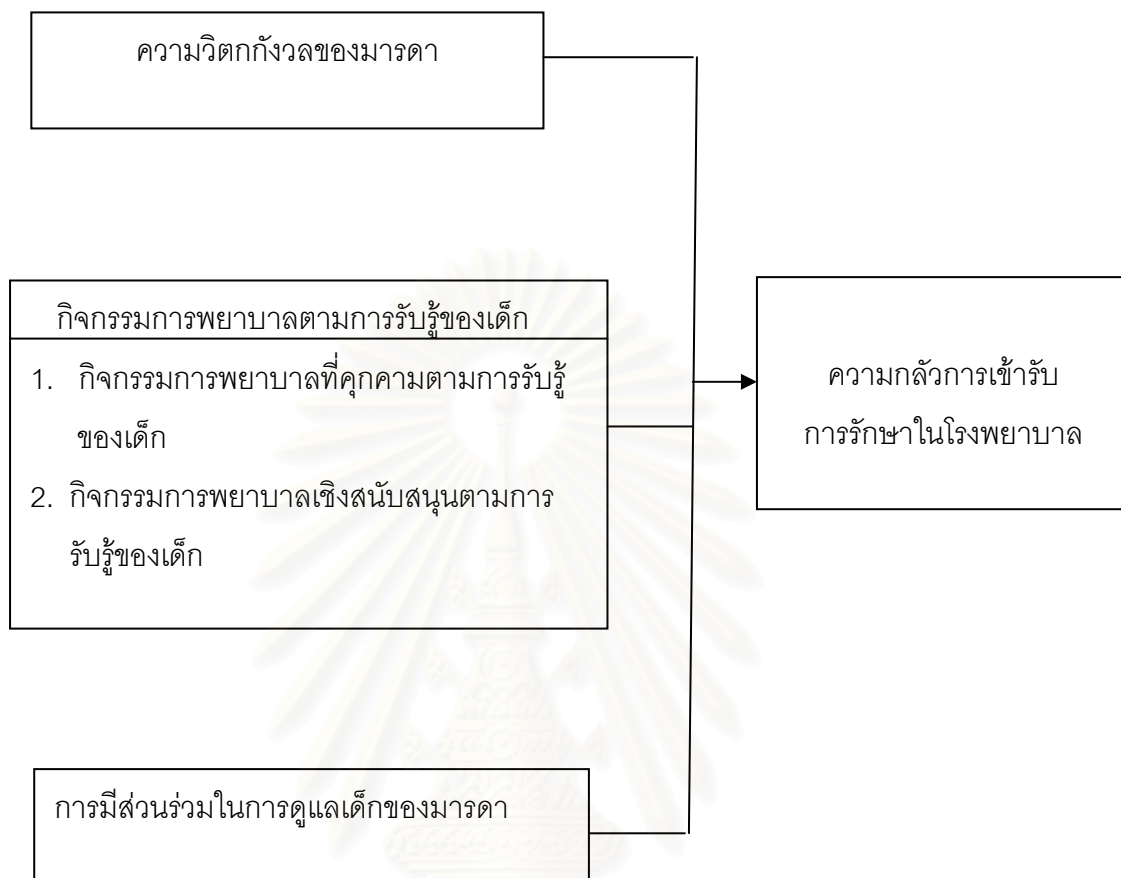 ความวิตกกังวลของมารดา
กิจกรรมการพยาบาลตามการรับรู้ของเด็ก
1. กิจกรรมการพยาบาลที่คุกคามตามการรับรู้
ของเด็ก
2. กิจกรรมการพยาบาลเชิงสนับสนุนตามการ
รับรู้ของเด็ก
ความกลัวการเข้ารับ
การรักษาในโรงพยาบาล
การมีส่วนร่วมในการดูแลเด็กของมารดา